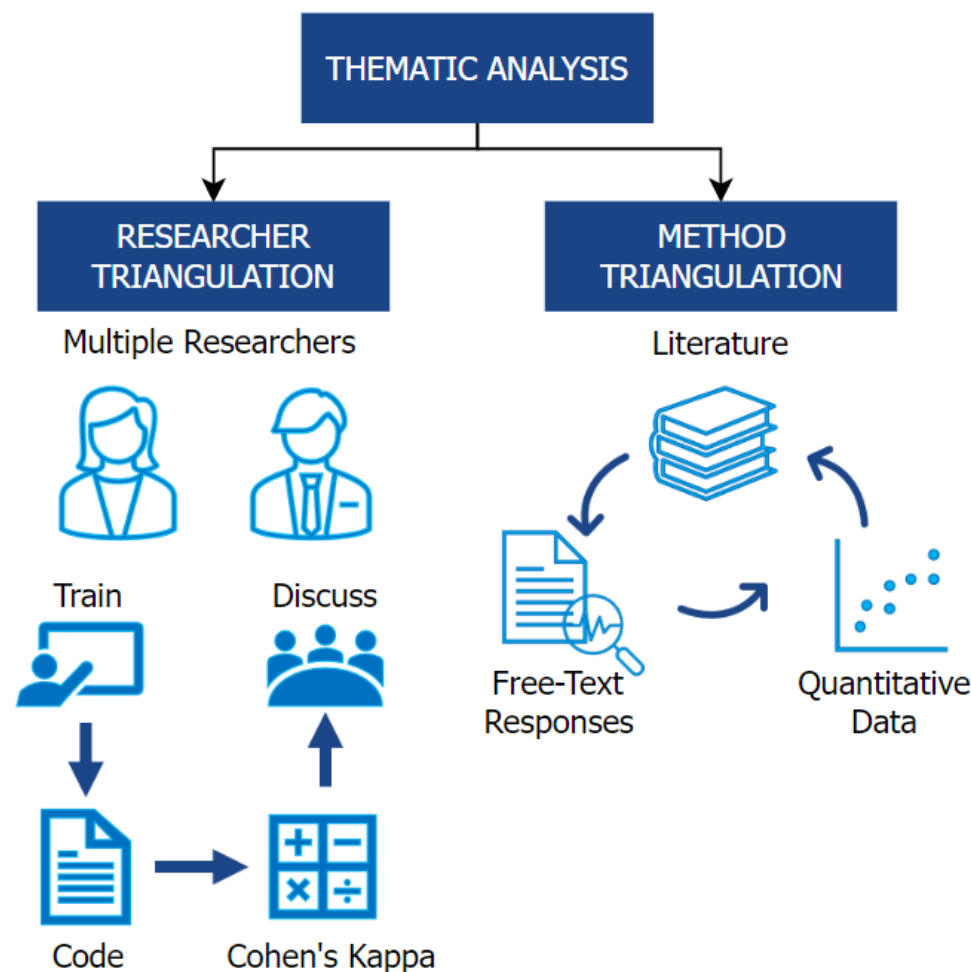 THEMATIC ANALYSIS
RESEARCHER
TRIANGULATION
Multiple Researchers
Train
Discuss
Code
Cohen's Kappa
METHOD
TRIANGULATION
Literature
Free-Text
Responses
Quantitative
Data